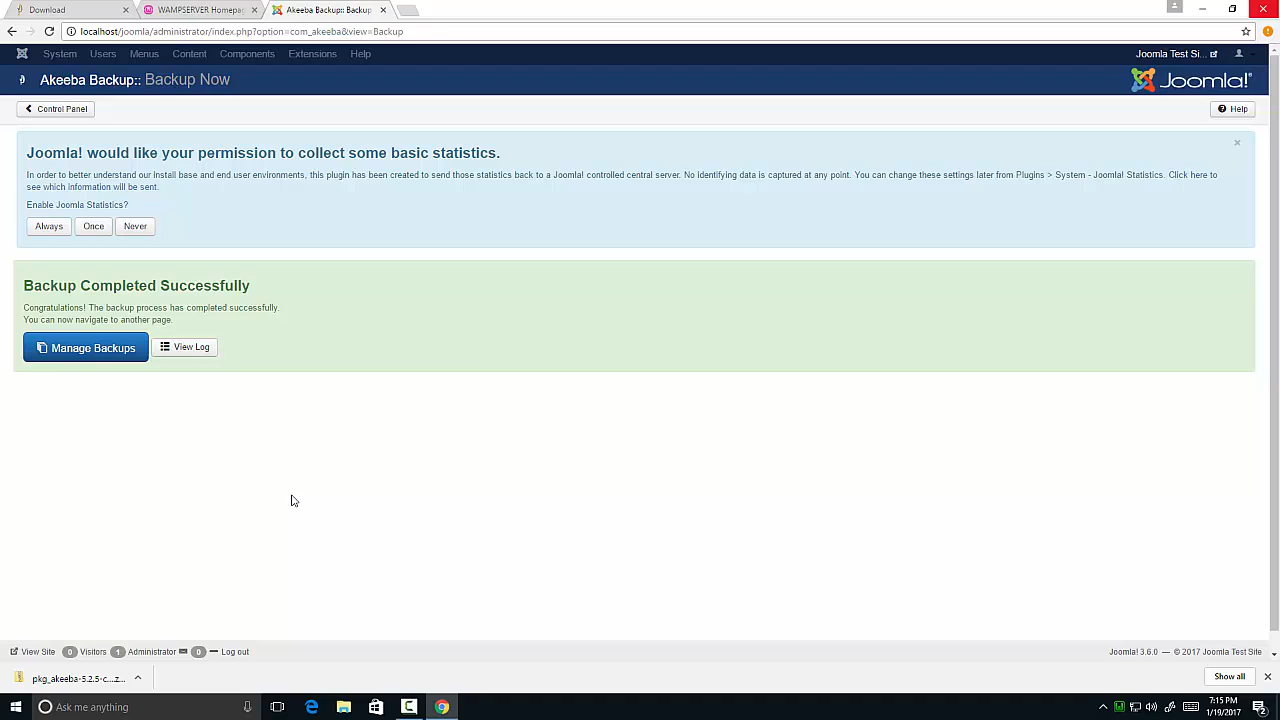 Download
WAMPSERVER Homepag
Akeeba Backup:: Backup
localhost/joomla/administrator/index.php?option=com_akeeba&view=Backup
System Users Menus Content Components Extensions Help
Joomla Test Si...
Akeeba Backup:: Backup Now
Joomla!®
Control Panel
Help
Joomla! would like your permission to collect some basic statistics.
In order to better understand our install base and end user environments, this plugin has been created to send those statistics back to a Joomla! controlled central server. No identifying data is captured at any point. You can change these settings later from Plugins > System - Joomla! Statistics. Click here to
see which information will be sent.
Enable Joomla Statistics?
Always Once Never
Backup Completed Successfully
Congratulations! The backup process has completed successfully.
You can now navigate to another page.
Manage Backups View Log
View Site 0 Visitors 1 Administrator 0 Log out
Joomla! 3.6.0 — © 2017 Joomla Test Site
pkg_akeeba-5.2.5-c...z...
Show all
Ask me anything
7:15 PM
1/19/2017
2